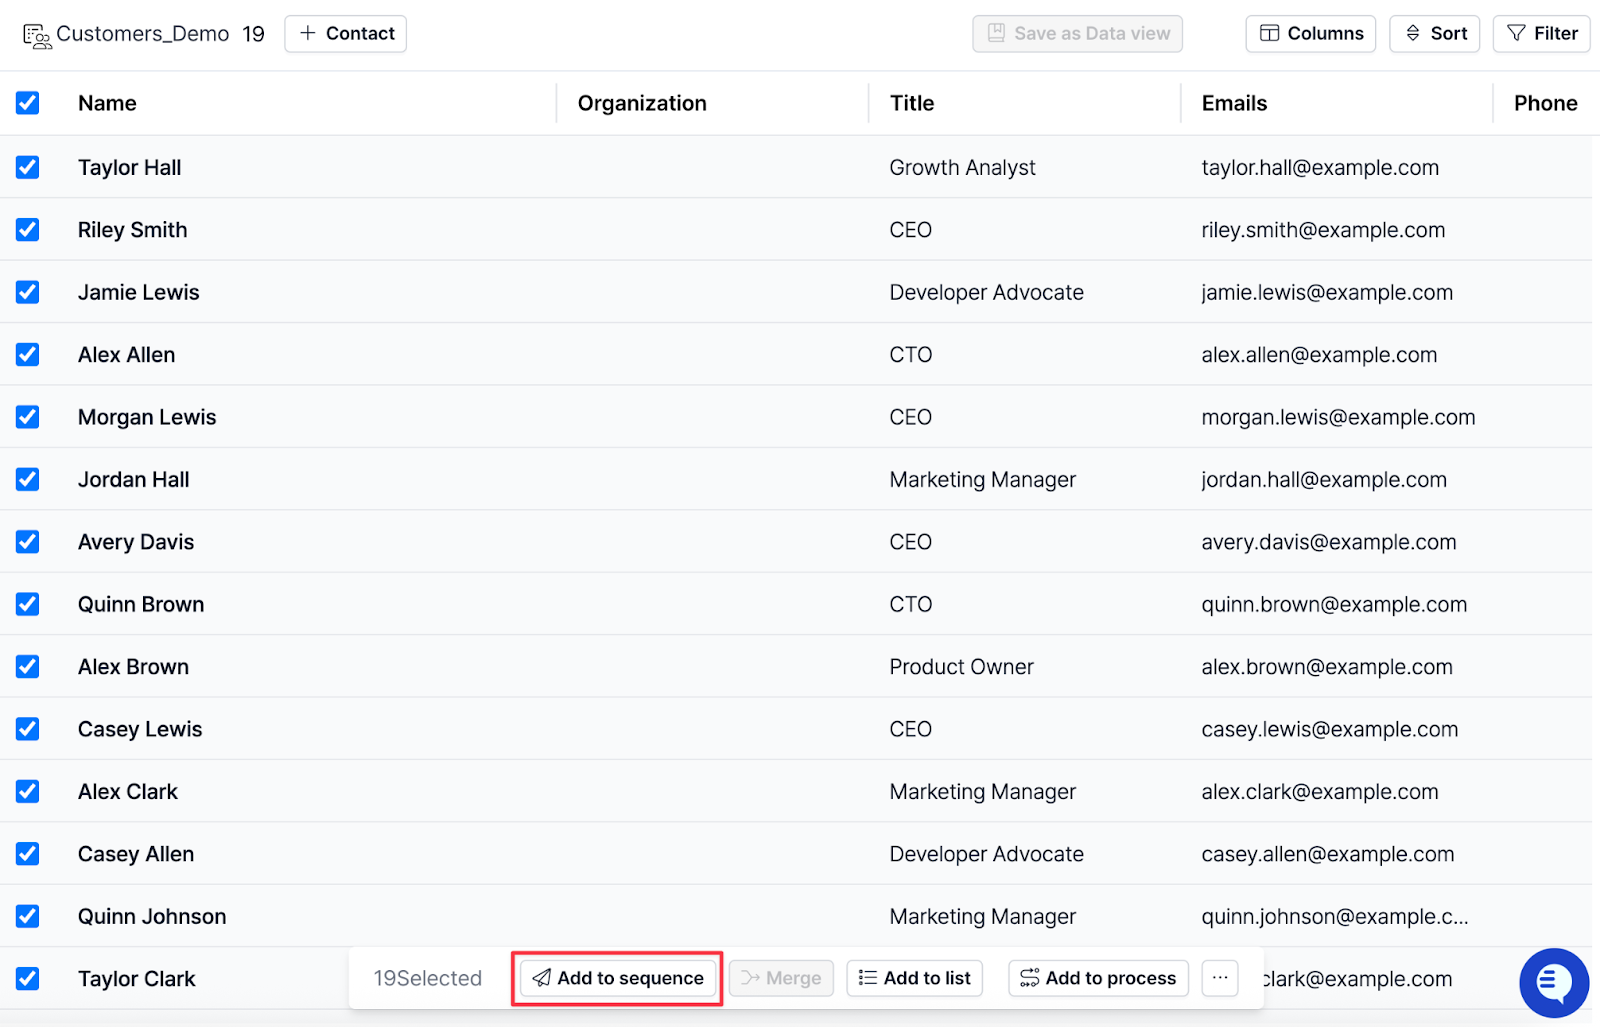 Customers_Demo 19 + Contact Save as Data view Columns Sort Filter
Name Organization Title Emails Phone
Taylor Hall Growth Analyst taylor.hall@example.com
Riley Smith CEO riley.smith@example.com
Jamie Lewis Developer Advocate jamie.lewis@example.com
Alex Allen CTO alex.allen@example.com
Morgan Lewis CEO morgan.lewis@example.com
Jordan Hall Marketing Manager jordan.hall@example.com
Avery Davis CEO avery.davis@example.com
Quinn Brown CTO quinn.brown@example.com
Alex Brown Product Owner alex.brown@example.com
Casey Lewis CEO casey.lewis@example.com
Alex Clark Marketing Manager alex.clark@example.com
Casey Allen Developer Advocate casey.allen@example.com
Quinn Johnson Marketing Manager quinn.johnson@example.c...
Taylor Clark 19Selected Add to sequence Merge Add to list Add to process ... clark@example.com